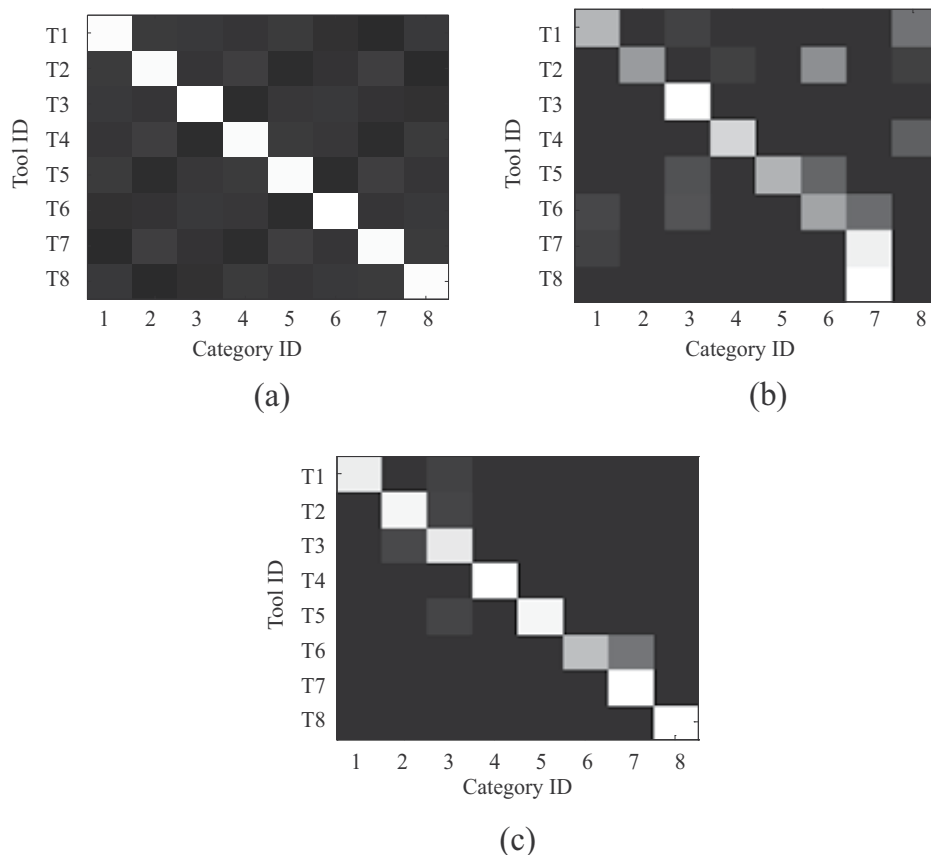 T1
T2
T3
T4
T5
T6
T7
T8
Tool ID
1 2 3 4 5 6 7 8
Category ID
(a)
T1
T2
T3
T4
T5
T6
T7
T8
Tool ID
1 2 3 4 5 6 7 8
Category ID
(b)
T1
T2
T3
T4
T5
T6
T7
T8
Tool ID
1 2 3 4 5 6 7 8
Category ID
(c)